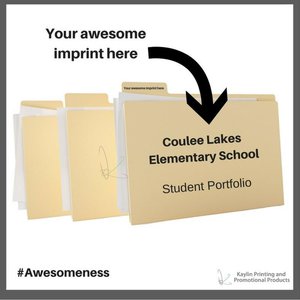 Your awesome
imprint here
Your awesome imprint here
Coulee Lakes
Elementary School
Student Portfolio
#Awesomeness
Kaylin Printing and
Promotional Products